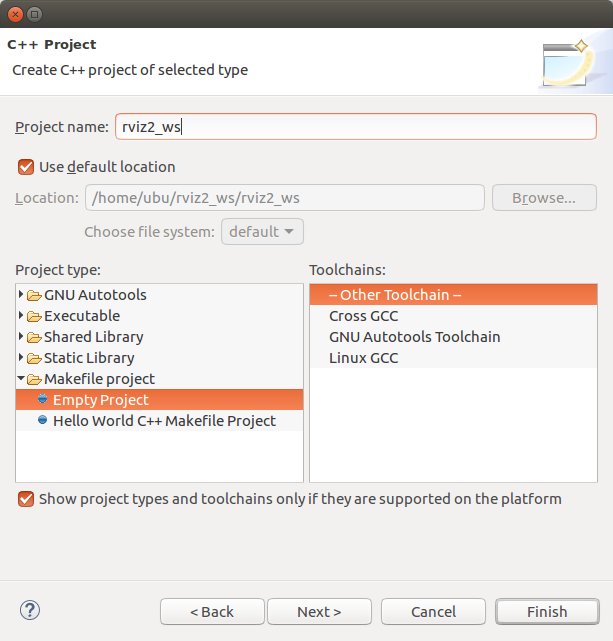 C++ Project
Create C++ project of selected type
Project name: rviz2_ws
Use default location
Location: /home/ubu/rviz2_ws/rviz2_ws Browse...
Choose file system: default
Project type:
GNU Autotools
Executable
Shared Library
Static Library
Makefile project
Empty Project
Hello World C++ Makefile Project
Toolchains:
-- Other Toolchain --
Cross GCC
GNU Autotools Toolchain
Linux GCC
Show project types and toolchains only if they are supported on the platform
? < Back Next > Cancel Finish